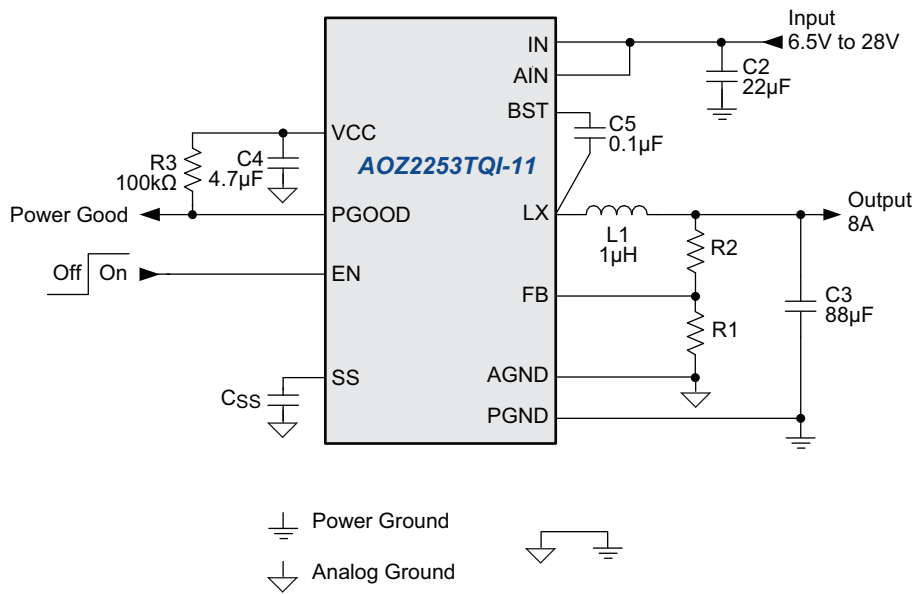 Input
6.5V to 28V
IN
AIN
C2
22µF
BST
C5
0.1µF
VCC
R3
100kΩ
C4
4.7µF
AOZ2253TQI-11
Power Good
PGOOD
LX
L1
1µH
Output
8A
R2
Off
On
EN
FB
C3
88µF
R1
SS
CSS
AGND
PGND
Power Ground
Analog Ground